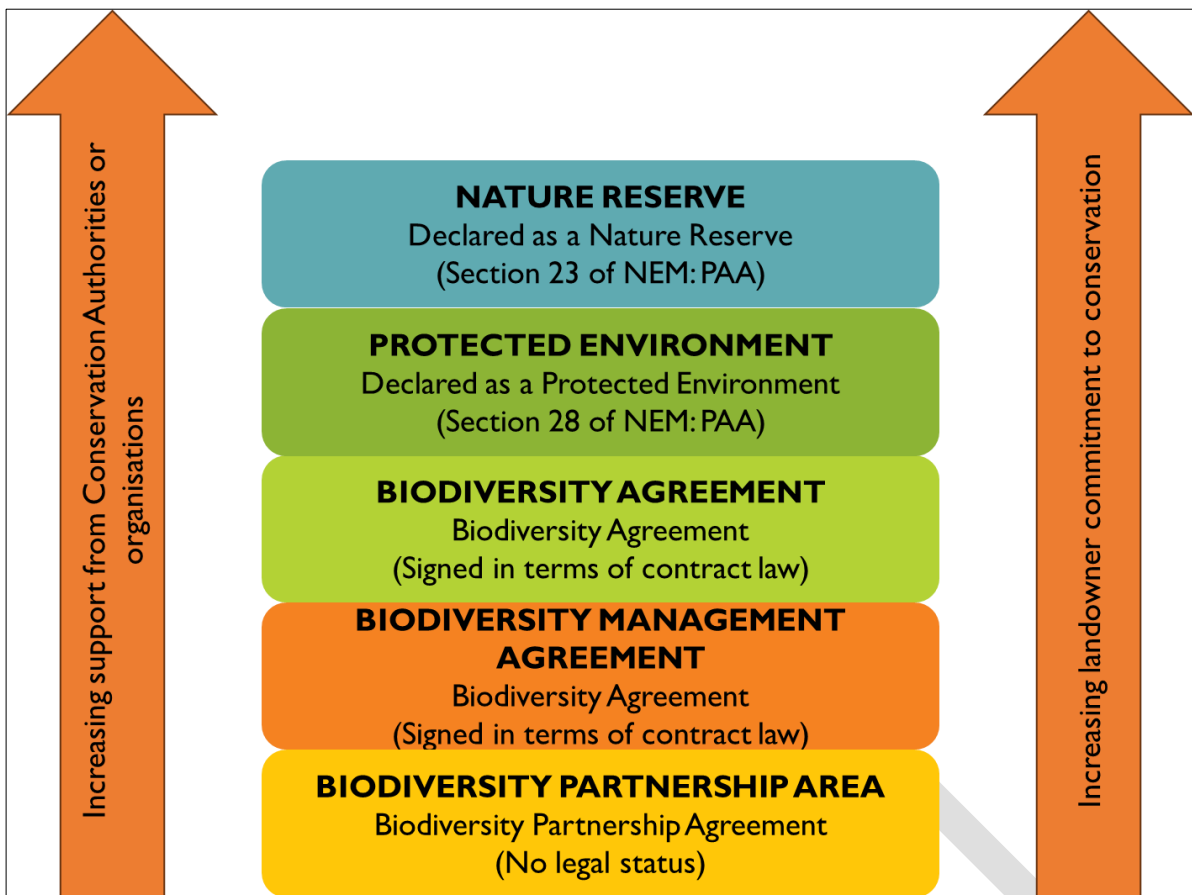 Increasing support from Conservation Authorities or
organisations
NATURE RESERVE
Declared as a Nature Reserve
(Section 23 of NEM: PAA)
PROTECTED ENVIRONMENT
Declared as a Protected Environment
(Section 28 of NEM: PAA)
BIODIVERSITY AGREEMENT
Biodiversity Agreement
(Signed in terms of contract law)
BIODIVERSITY MANAGEMENT
AGREEMENT
Biodiversity Agreement
(Signed in terms of contract law)
BIODIVERSITY PARTNERSHIP AREA
Biodiversity Partnership Agreement
(No legal status)
Increasing landowner commitment to conservation